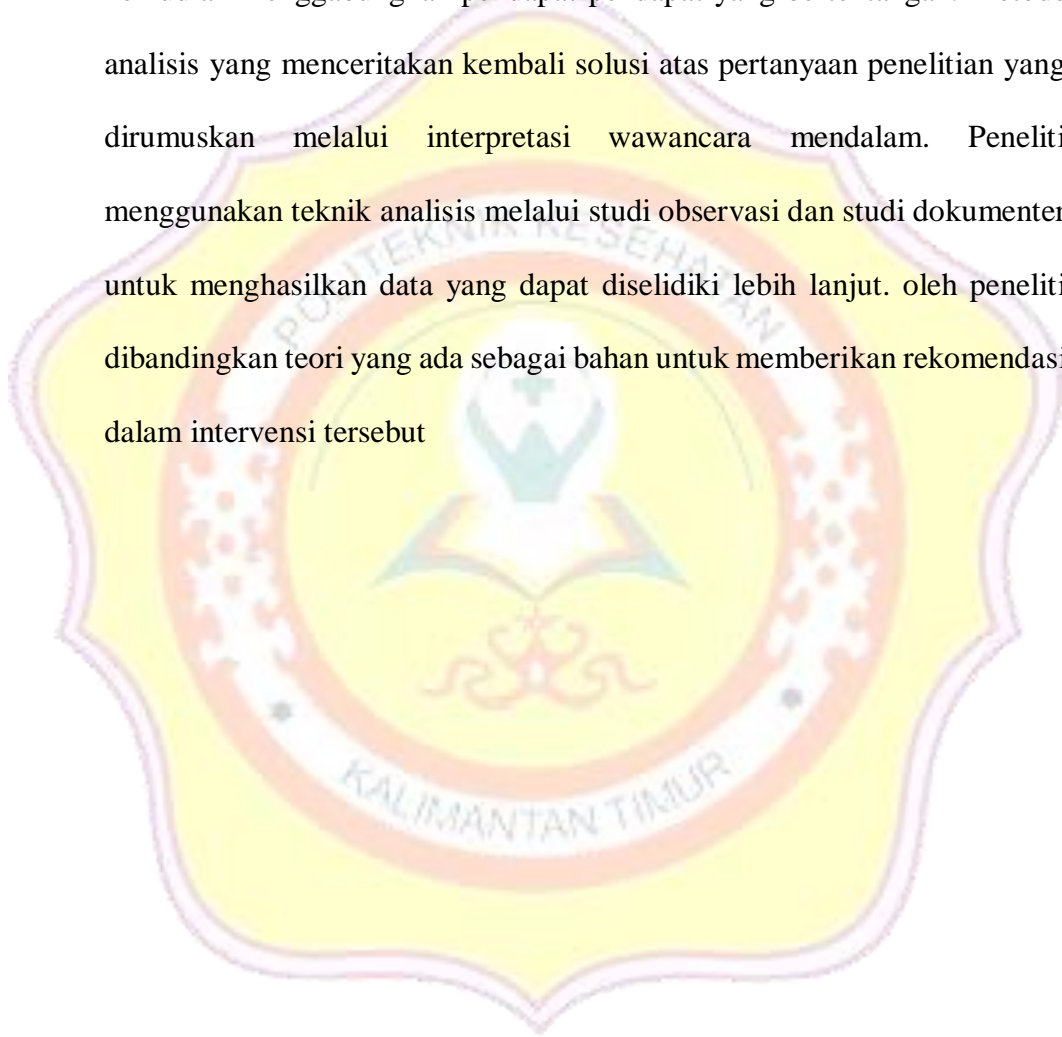 analisis yang menceritakan kembali solusi atas pertanyaan penelitian yang
dirumuskan melalui interpretasi wawancara mendalam. Peneliti
menggunakan teknik analisis melalui studi observasi dan studi dokumenter
untuk menghasilkan data yang dapat diselidiki lebih lanjut. oleh peneliti
dibandingkan teori yang ada sebagai bahan untuk memberikan rekomendasi
dalam intervensi tersebut
POLITEKNIK KESEHATAN
KALIMANTAN TIMUR